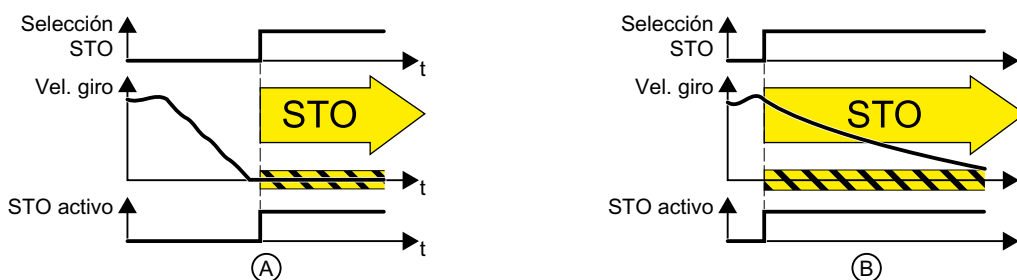 Selección
STO
t
Vel. giro
STO
t
STO activo
t
A
Selección
STO
Vel. giro
STO
STO activo
B